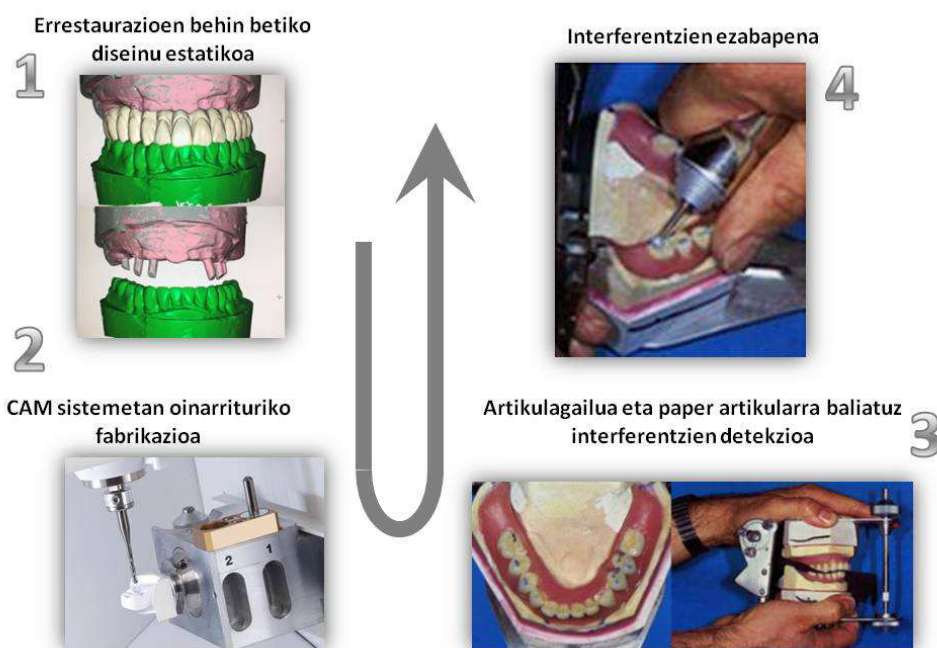 1
Errestaurazioen behin betiko
diseinu estatikoa
2
CAM sistemetan oinarrituriko
fabrikazioa
2 1
3
Artikulagailua eta paper artikularra baliatuz
interferentzien detekzioa
4
Interferentzien ezabapena